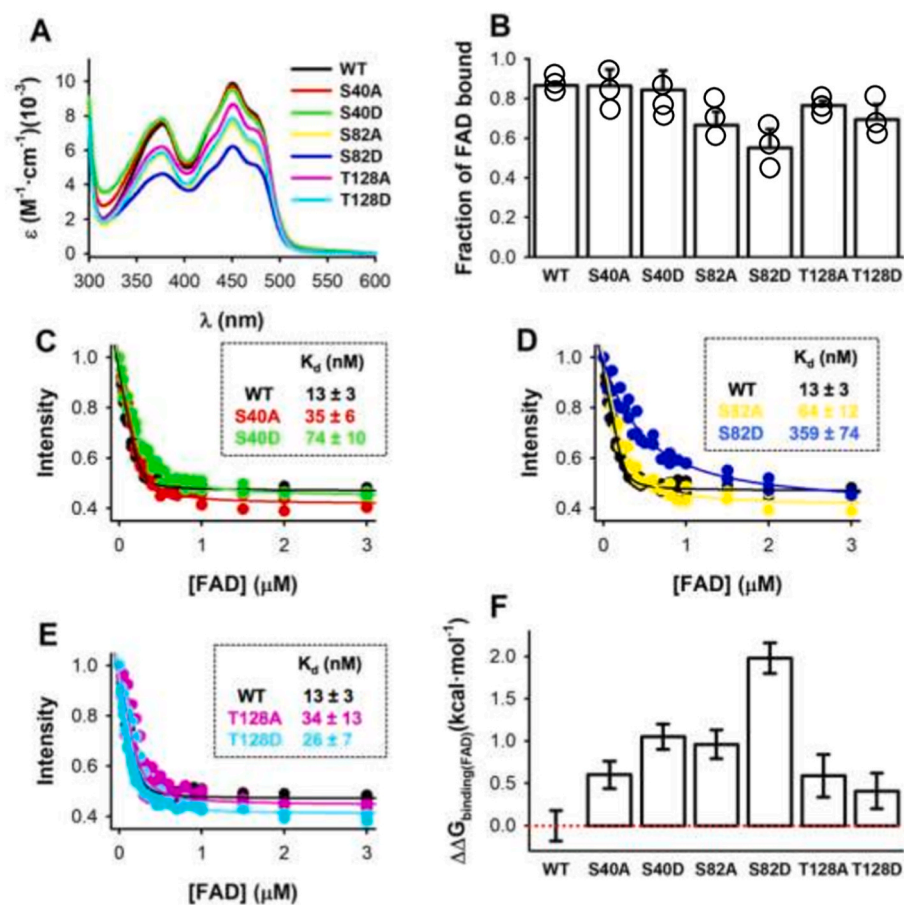 A
ε (M⁻¹·cm⁻¹)(10⁻³)
10
8
6
4
2
0
300 350 400 450 500 550 600
λ (nm)
WT
S40A
S40D
S82A
S82D
T128A
T128D
B
Fraction of FAD bound
1.0
0.8
0.6
0.4
0.2
0.0
WT S40A S40D S82A S82D T128A T128D
C
Intensity
1.0
0.8
0.6
0.4
0 1 2 3
[FAD] (μM)
Kd (nM)
WT 13 ± 3
S40A 35 ± 6
S40D 74 ± 10
D
Intensity
1.0
0.8
0.6
0.4
0 1 2 3
[FAD] (μM)
Kd (nM)
WT 13 ± 3
S82A 64 ± 12
S82D 359 ± 74
E
Intensity
1.0
0.8
0.6
0.4
0 1 2 3
[FAD] (μM)
Kd (nM)
WT 13 ± 3
T128A 34 ± 13
T128D 26 ± 7
F
ΔΔGbinding(FAD)(kcal·mol⁻¹)
2.0
1.5
1.0
0.5
0.0
WT S40A S40D S82A S82D T128A T128D